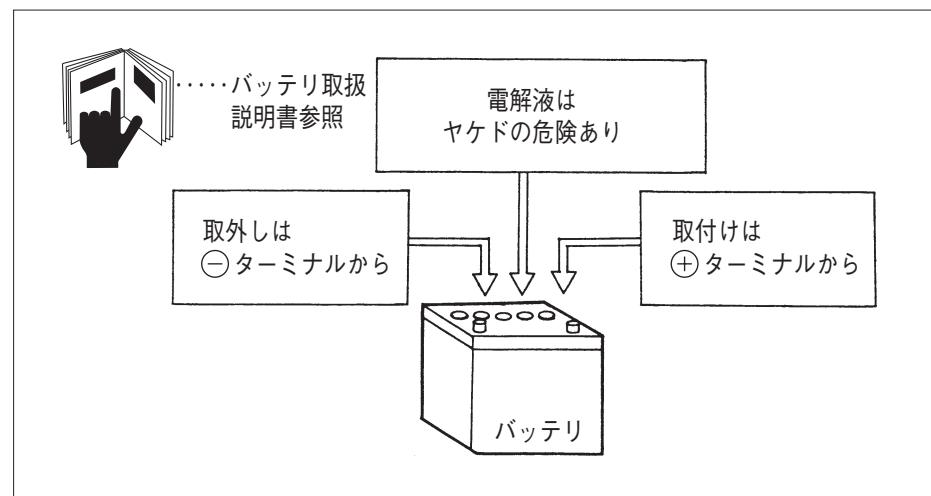 ‥‥‥バッテリ取扱
説明書参照
電解液は
ヤケドの危険あり
取外しは
⊖ターミナルから
取付けは
⊕ターミナルから
バッテリ